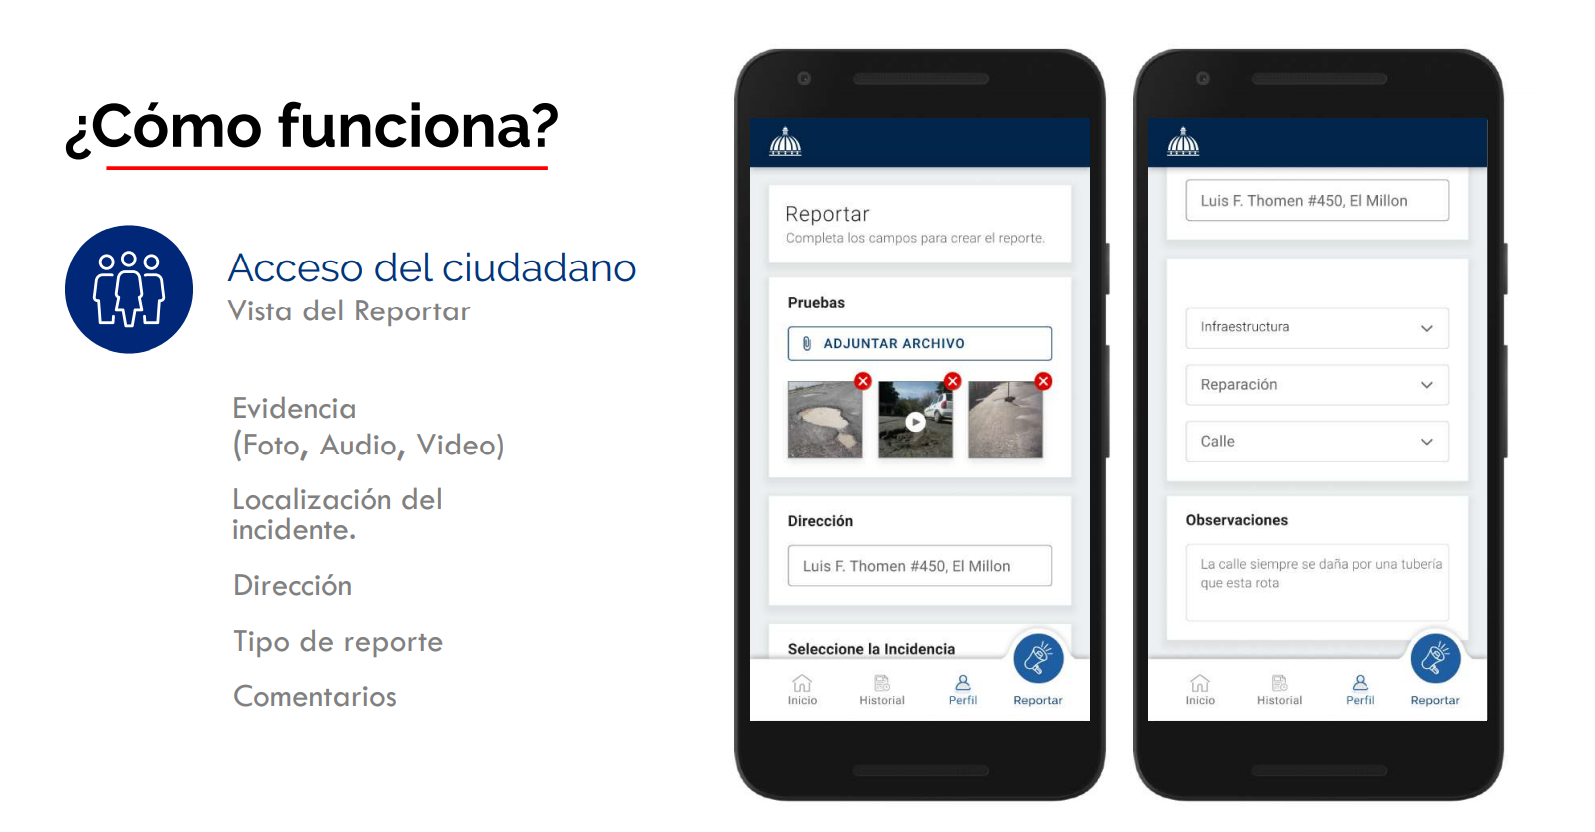 ¿Cómo funciona?
Acceso del ciudadano
Vista del Reportar
Evidencia
(Foto, Audio, Video)
Localización del
incidente.
Dirección
Tipo de reporte
Comentarios
Reportar
Completa los campos para crear el reporte.
Pruebas
ADJUNTAR ARCHIVO
Dirección
Luis F. Thomen #450, El Millon
Seleccione la Incidencia
Inicio
Historial
Perfil
Reportar
Luis F. Thomen #450, El Millon
Infraestructura
Reparación
Calle
Observaciones
La calle siempre se daña por una tubería
que esta rota
Inicio
Historial
Perfil
Reportar